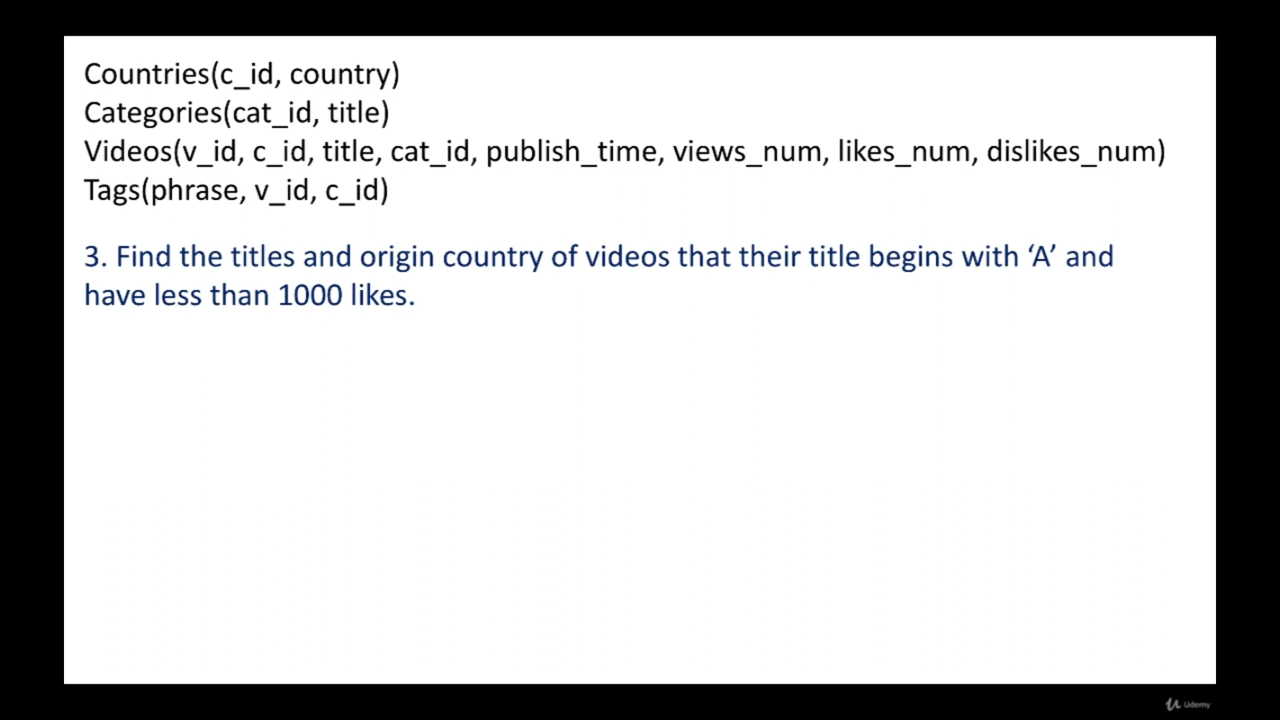 Countries(c_id, country)
Categories(cat_id, title)
Videos(v_id, c_id, title, cat_id, publish_time, views_num, likes_num, dislikes_num)
Tags(phrase, v_id, c_id)
3. Find the titles and origin country of videos that their title begins with ‘A’ and
have less than 1000 likes.
Udemy